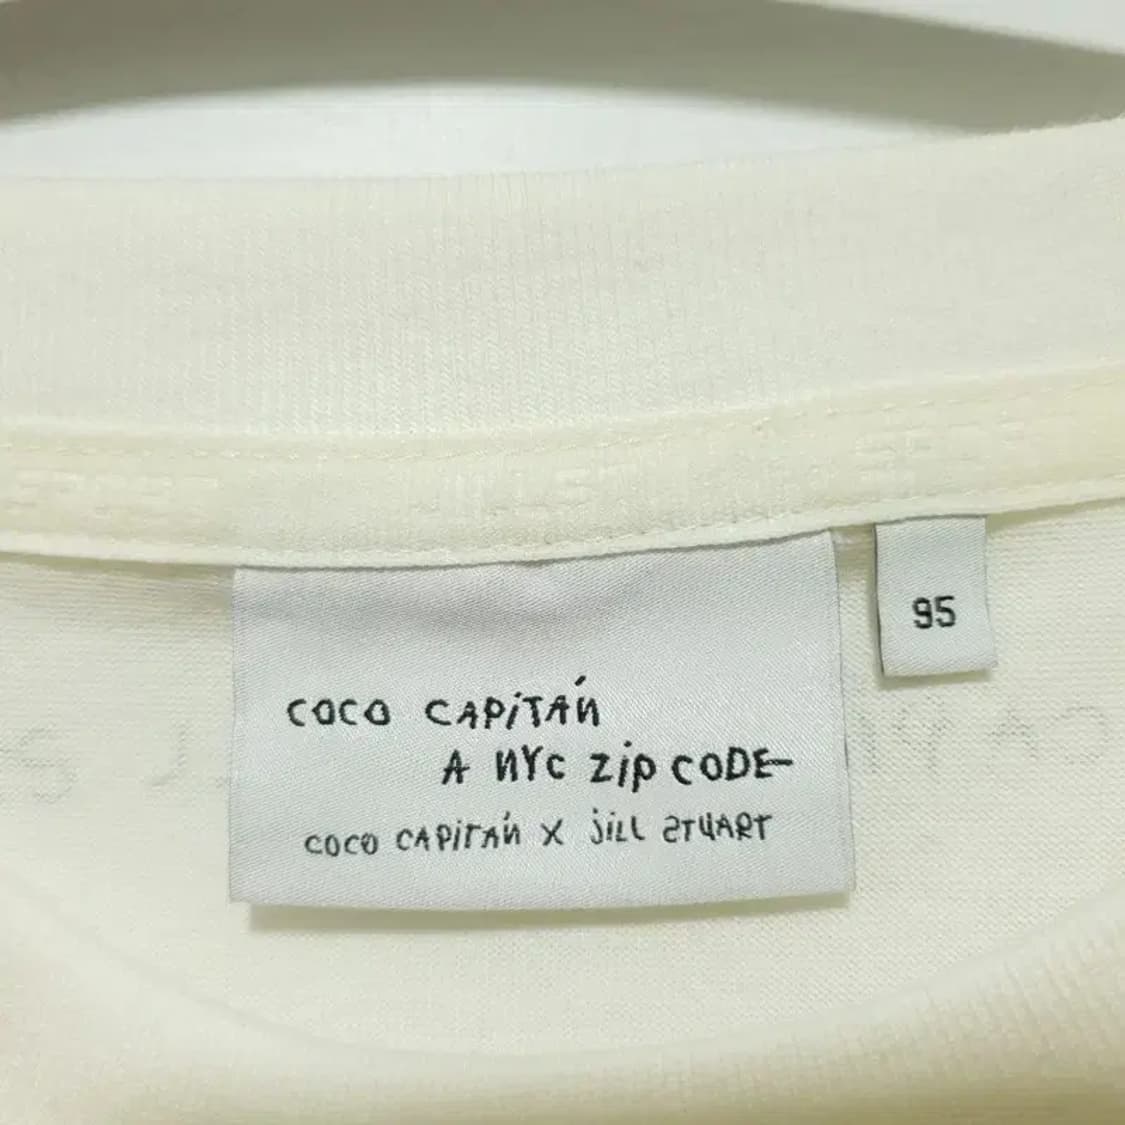 COCO CAPiTÁN
A NYC ZiP CODE
COCO CAPiTÁN X JiLL STUART
95